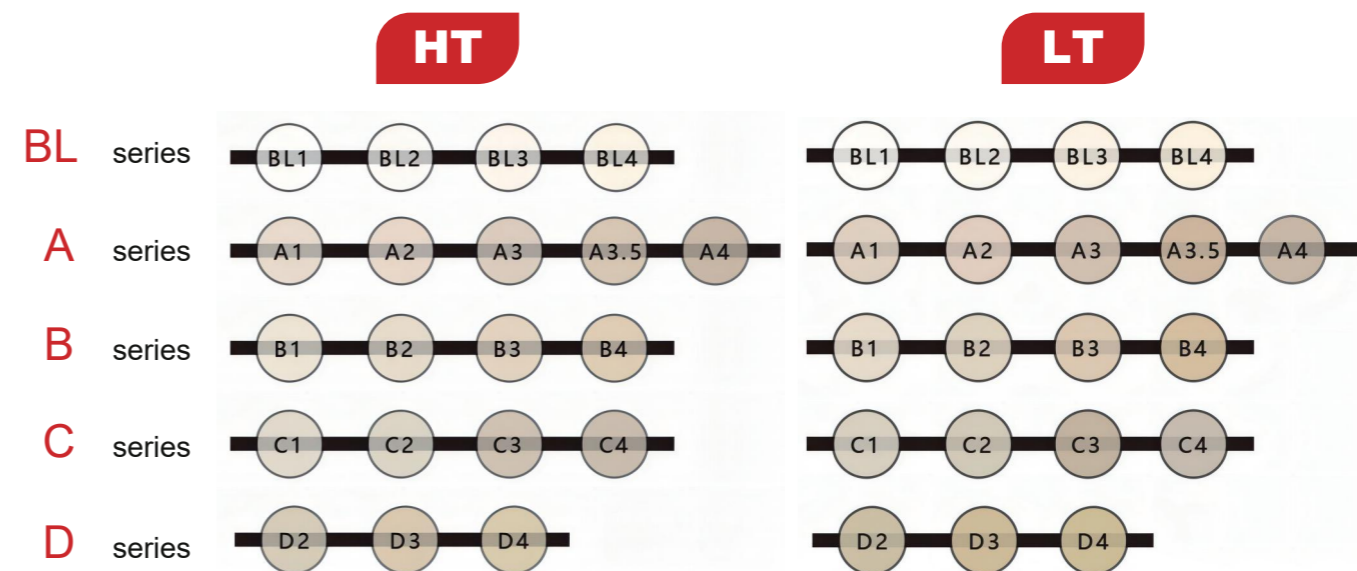 HT LT
BL series BL1 BL2 BL3 BL4 BL1 BL2 BL3 BL4
A series A1 A2 A3 A3.5 A4 A1 A2 A3 A3.5 A4
B series B1 B2 B3 B4 B1 B2 B3 B4
C series C1 C2 C3 C4 C1 C2 C3 C4
D series D2 D3 D4 D2 D3 D4